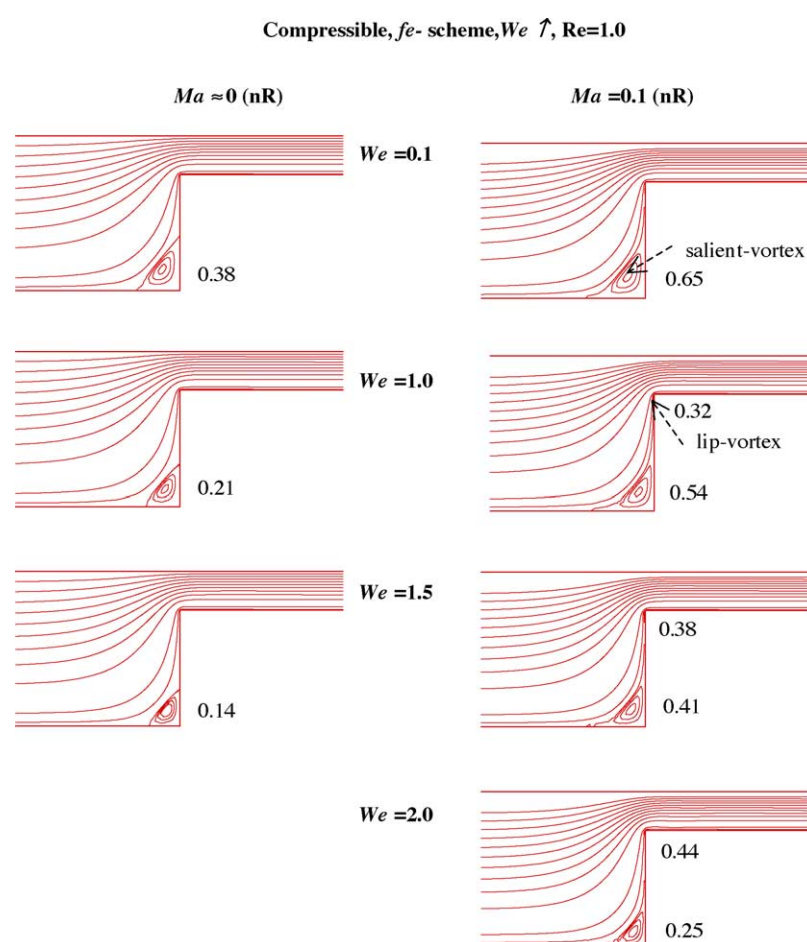 Compressible, fe- scheme,We ↑, Re=1.0
Ma ≈0 (nR)
Ma =0.1 (nR)
We =0.1
salient-vortex
0.38
0.65
We =1.0
0.32
lip-vortex
0.21
0.54
We =1.5
0.38
0.14
0.41
We =2.0
0.44
0.25